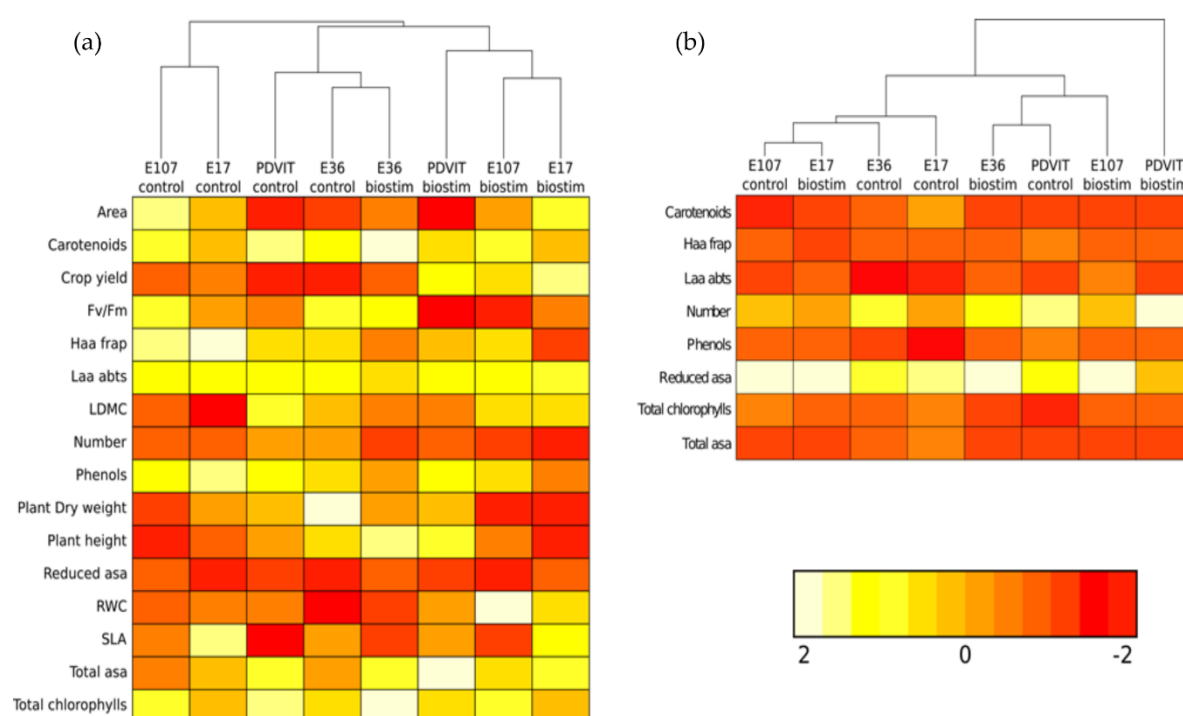 (a)
E107 E17 PDVIT E36 E36 PDVIT E107 E17
control control control control biostim biostim biostim biostim
Area
Carotenoids
Crop yield
Fv/Fm
Haa frap
Laa abts
LDMC
Number
Phenols
Plant Dry weight
Plant height
Reduced asa
RWC
SLA
Total asa
Total chlorophylls
(b)
E107 E17 E36 E17 E36 PDVIT E107 PDVIT
control biostim control control biostim control biostim biostim
Carotenoids
Haa frap
Laa abts
Number
Phenols
Reduced asa
Total chlorophylls
Total asa
2 0 -2